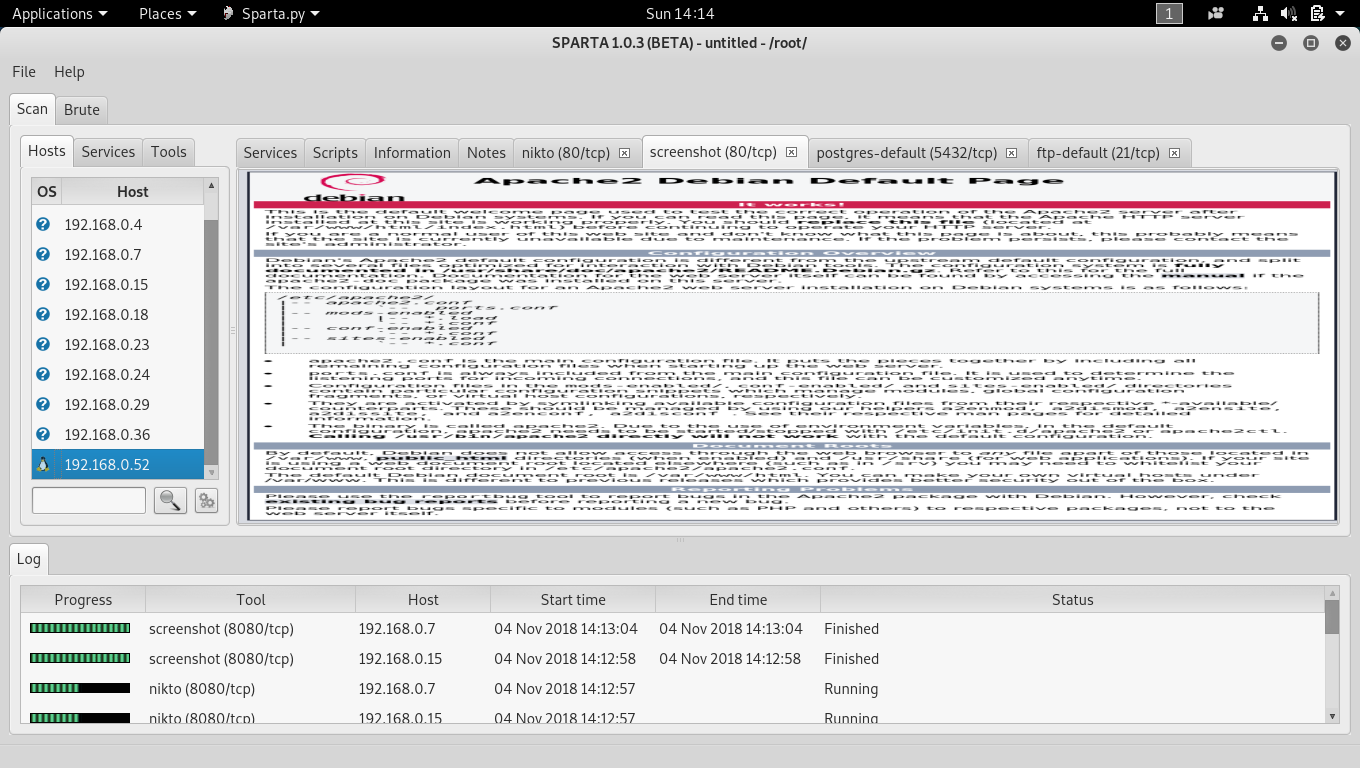 Applications Places Sparta.py Sun 14:14 1
SPARTA 1.0.3 (BETA) - untitled - /root/
File Help
Scan Brute
Hosts Services Tools
OS Host
192.168.0.4
192.168.0.7
192.168.0.15
192.168.0.18
192.168.0.23
192.168.0.24
192.168.0.29
192.168.0.36
192.168.0.52
Services Scripts Information Notes nikto (80/tcp) screenshot (80/tcp) postgres-default (5432/tcp) ftp-default (21/tcp)
Apache2 Debian Default Page
debian
It works!
This is the default welcome page used to test the correct operation of the Apache2 server after
installation on Debian systems. If you can read this page, it means that the Apache HTTP server
installed at this site is working properly. You should replace this file (located at
/var/www/html/index.html) before continuing to operate your HTTP server.
If you are a normal user of this web site and don't know what this page is about, this probably means
that the site is currently unavailable due to maintenance. If the problem persists, please contact the
site's administrator.
Configuration Overview
Debian's Apache2 default configuration is different from the upstream default configuration, and split
into several files optimized for interaction with Debian tools. The configuration system is fully
documented in /usr/share/doc/apache2/README.Debian.gz. Refer to this for the full
documentation. Documentation for the web server itself can be found by accessing the manual if the
apache2-doc package was installed on this server.
The configuration layout for an Apache2 web server installation on Debian systems is as follows:
/etc/apache2/
|-- apache2.conf
| `-- ports.conf
|-- mods-enabled
| |-- *.load
| `-- *.conf
|-- conf-enabled
| `-- *.conf
|-- sites-enabled
| `-- *.conf
• apache2.conf is the main configuration file. It puts the pieces together by including all
remaining configuration files when starting up the web server.
• ports.conf is always included from the main configuration file. It is used to determine the
listening ports for incoming connections, and this file can be customized anytime.
• Configuration files in the mods-enabled/, conf-enabled/ and sites-enabled/ directories
contain particular configuration snippets which manage modules, global configuration
fragments, or virtual host configurations, respectively.
• They are activated by symlinking available configuration files from their respective *-available/
counterparts. These should be managed by using our helpers a2enmod, a2dismod, a2ensite,
a2dissite, and a2enconf, a2disconf . See their respective man pages for detailed
information.
• The binary is called apache2. Due to the use of environment variables, in the default
configuration, apache2 needs to be started/stopped with /etc/init.d/apache2 or apache2ctl.
Calling /usr/bin/apache2 directly will not work with the default configuration.
Document Roots
By default, Debian does not allow access through the web browser to any file apart of those located in
/var/www, public_html directories (when enabled) and /usr/share (for web applications). If your site
is using a web document root located elsewhere (such as in /srv) you may need to whitelist your
document root directory in /etc/apache2/apache2.conf.
The default Debian document root is /var/www/html. You can make your own virtual hosts under
/var/www. This is different to previous releases which provides better security out of the box.
Reporting Problems
Please use the reportbug tool to report bugs in the Apache2 package with Debian. However, check
existing bug reports before reporting a new bug.
Please report bugs specific to modules (such as PHP and others) to respective packages, not to the
web server itself.
Log
Progress Tool Host Start time End time Status
screenshot (8080/tcp) 192.168.0.7 04 Nov 2018 14:13:04 04 Nov 2018 14:13:04 Finished
screenshot (8080/tcp) 192.168.0.15 04 Nov 2018 14:12:58 04 Nov 2018 14:12:58 Finished
nikto (8080/tcp) 192.168.0.7 04 Nov 2018 14:12:57 Running
nikto (8080/tcp) 192.168.0.15 04 Nov 2018 14:12:57 Running